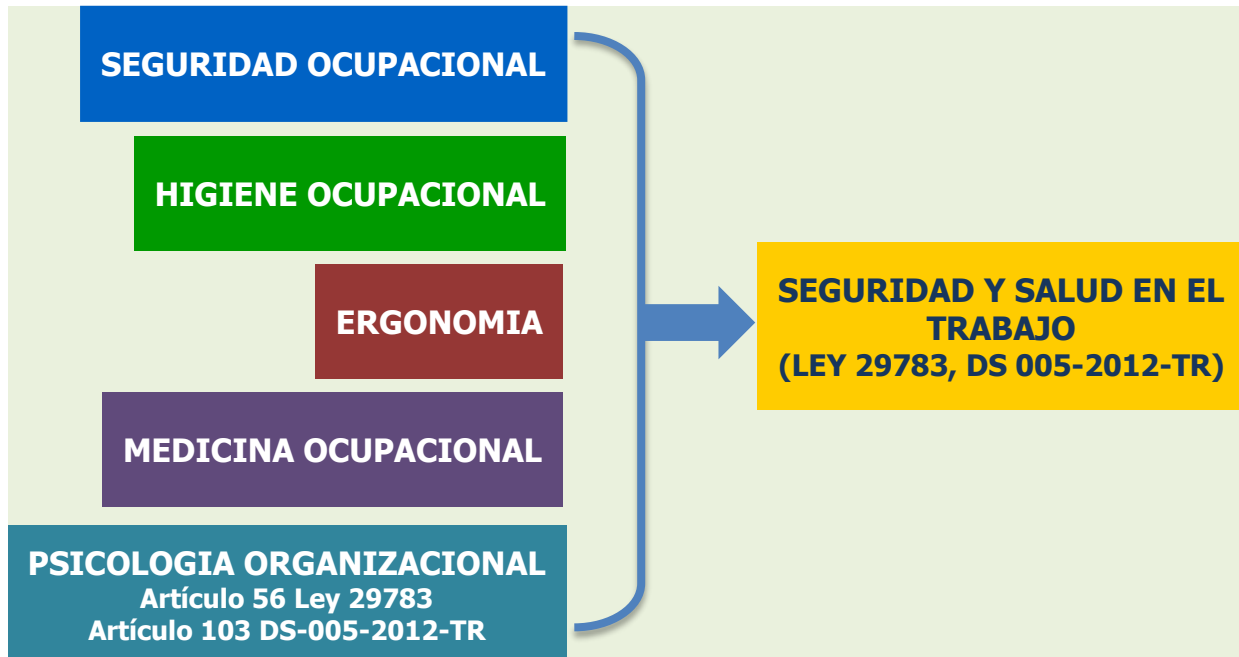 SEGURIDAD OCUPACIONAL
HIGIENE OCUPACIONAL
ERGONOMIA
MEDICINA OCUPACIONAL
PSICOLOGIA ORGANIZACIONAL
Artículo 56 Ley 29783
Artículo 103 DS-005-2012-TR
SEGURIDAD Y SALUD EN EL
TRABAJO
(LEY 29783, DS 005-2012-TR)